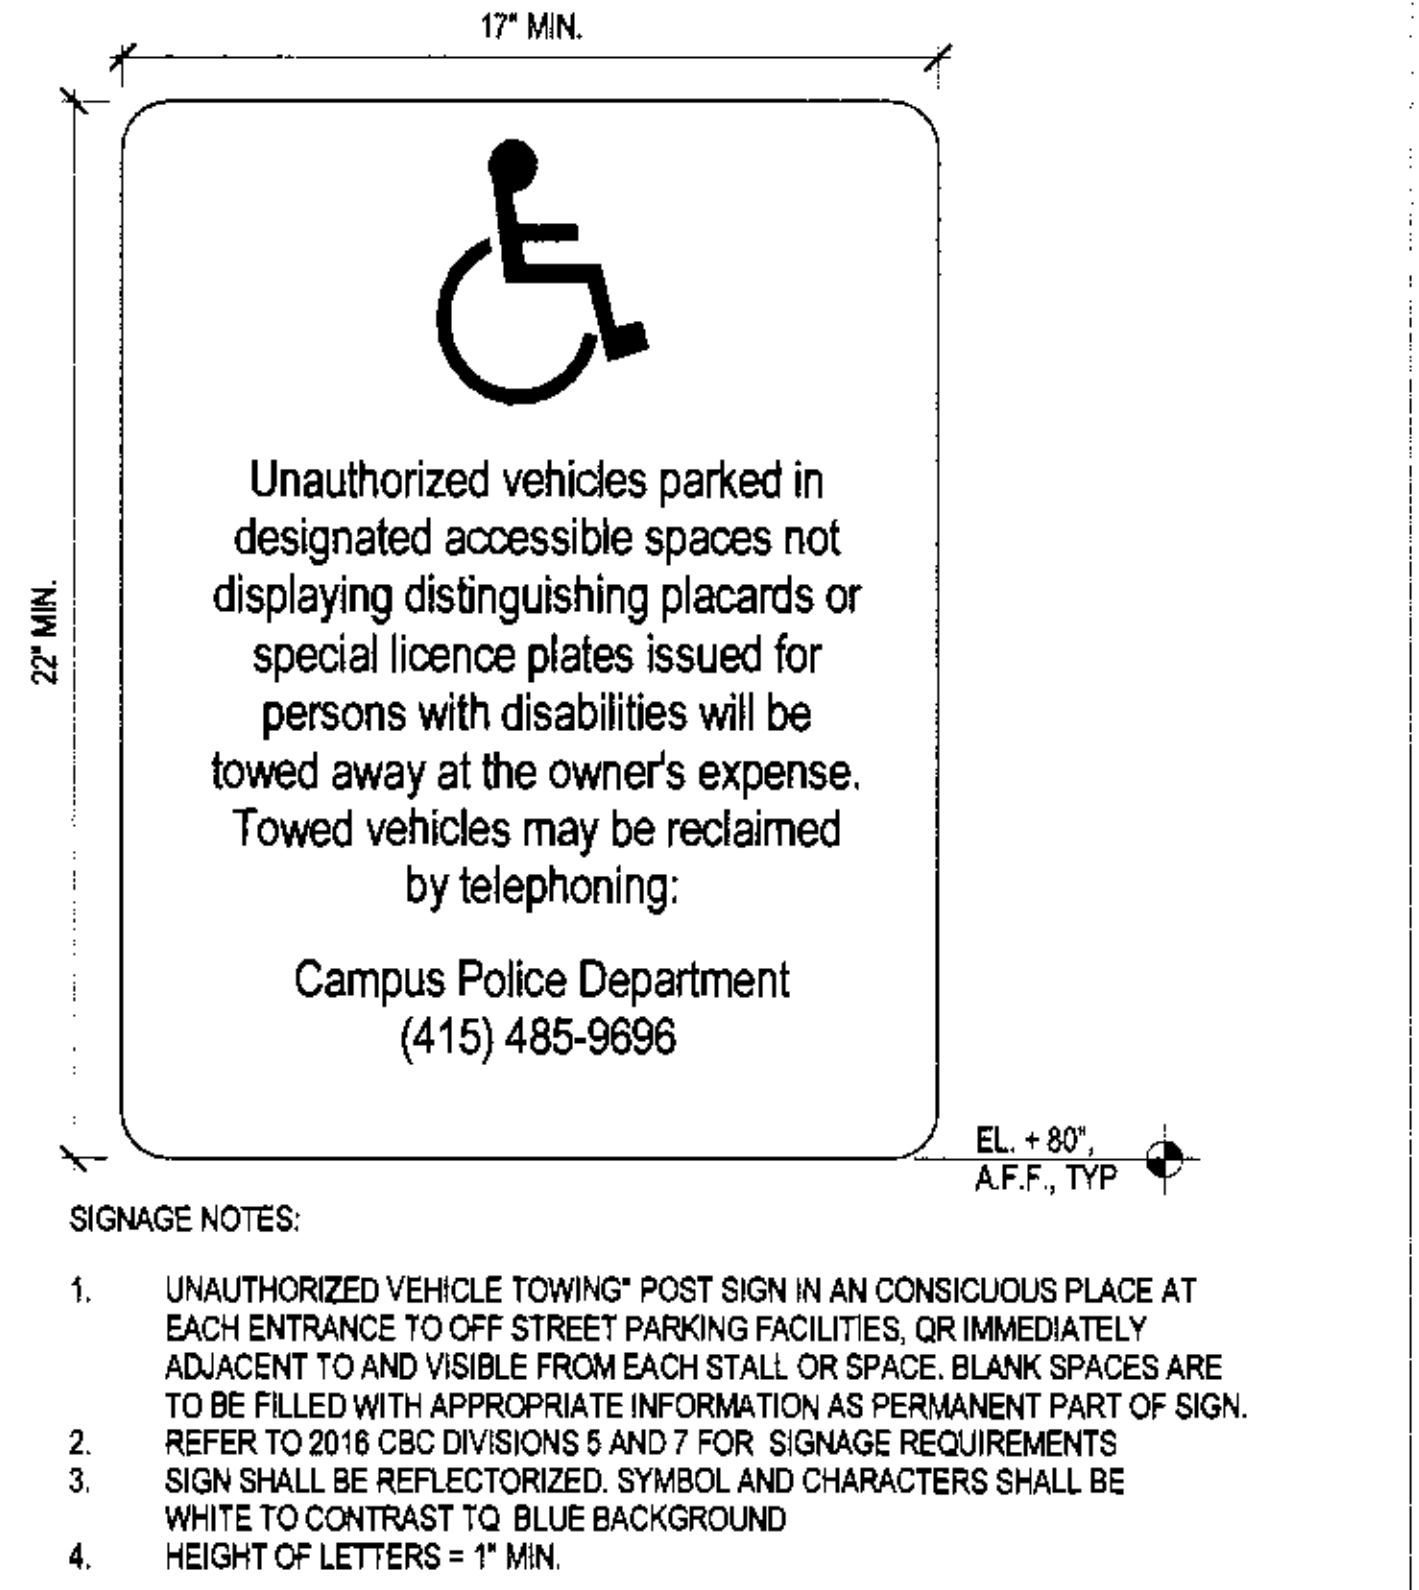 17" MIN.
22" MIN.
Unauthorized vehicles parked in
designated accessible spaces not
displaying distinguishing placards or
special licence plates issued for
persons with disabilities will be
towed away at the owner's expense.
Towed vehicles may be reclaimed
by telephoning:
Campus Police Department
(415) 485-9696
EL. + 80",
A.F.F., TYP
SIGNAGE NOTES:
1. UNAUTHORIZED VEHICLE TOWING" POST SIGN IN AN CONSICUOUS PLACE AT
EACH ENTRANCE TO OFF STREET PARKING FACILITIES, OR IMMEDIATELY
ADJACENT TO AND VISIBLE FROM EACH STALL OR SPACE. BLANK SPACES ARE
TO BE FILLED WITH APPROPRIATE INFORMATION AS PERMANENT PART OF SIGN.
2. REFER TO 2016 CBC DIVISIONS 5 AND 7 FOR SIGNAGE REQUIREMENTS
3. SIGN SHALL BE REFLECTORIZED. SYMBOL AND CHARACTERS SHALL BE
WHITE TO CONTRAST TO BLUE BACKGROUND
4. HEIGHT OF LETTERS = 1" MIN.